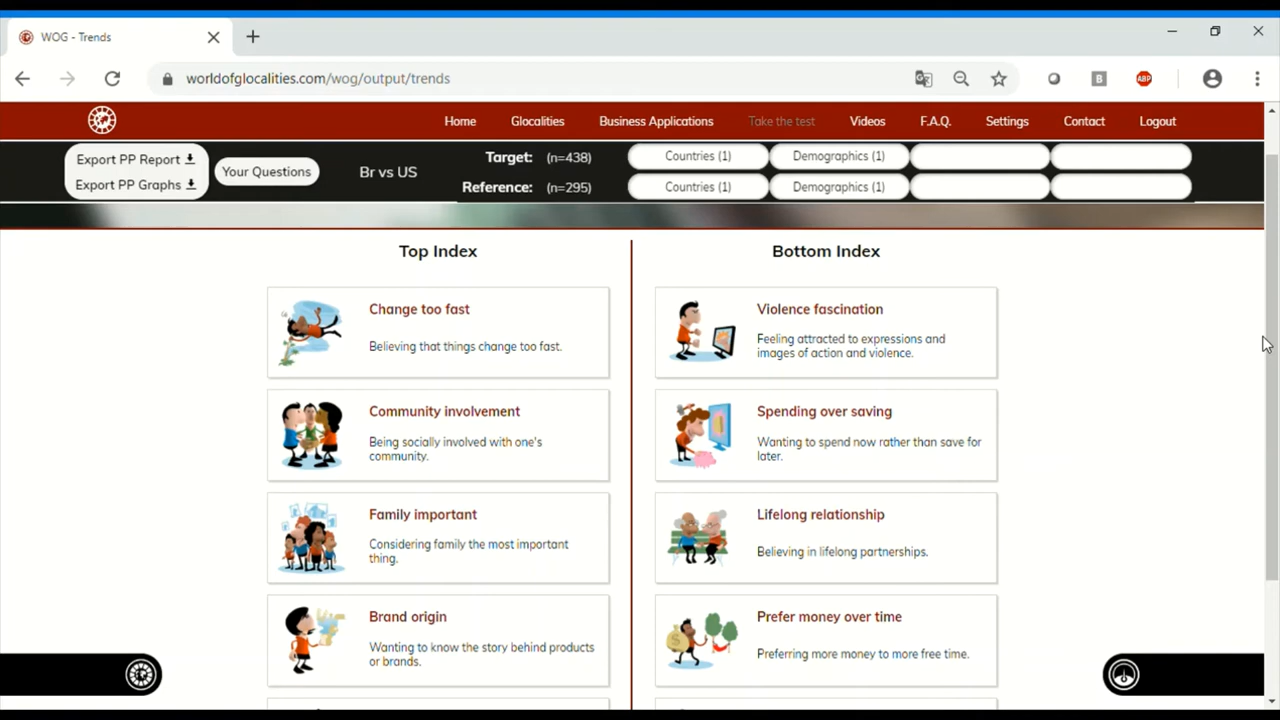 WOG - Trends
worldofglocalities.com/wog/output/trends
B
ABP
Home Glocalities Business Applications Take the test Videos F.A.Q. Settings Contact Logout
Export PP Report
Export PP Graphs
Your Questions
Br vs US
Target: (n=438) Countries (1) Demographics (1)
Reference: (n=295) Countries (1) Demographics (1)
Top Index
Change too fast
Believing that things change too fast.
Community involvement
Being socially involved with one's
community.
Family important
Considering family the most important
thing.
Brand origin
Wanting to know the story behind products
or brands.
Bottom Index
Violence fascination
Feeling attracted to expressions and
images of action and violence.
Spending over saving
Wanting to spend now rather than save for
later.
Lifelong relationship
Believing in lifelong partnerships.
Prefer money over time
Preferring more money to more free time.